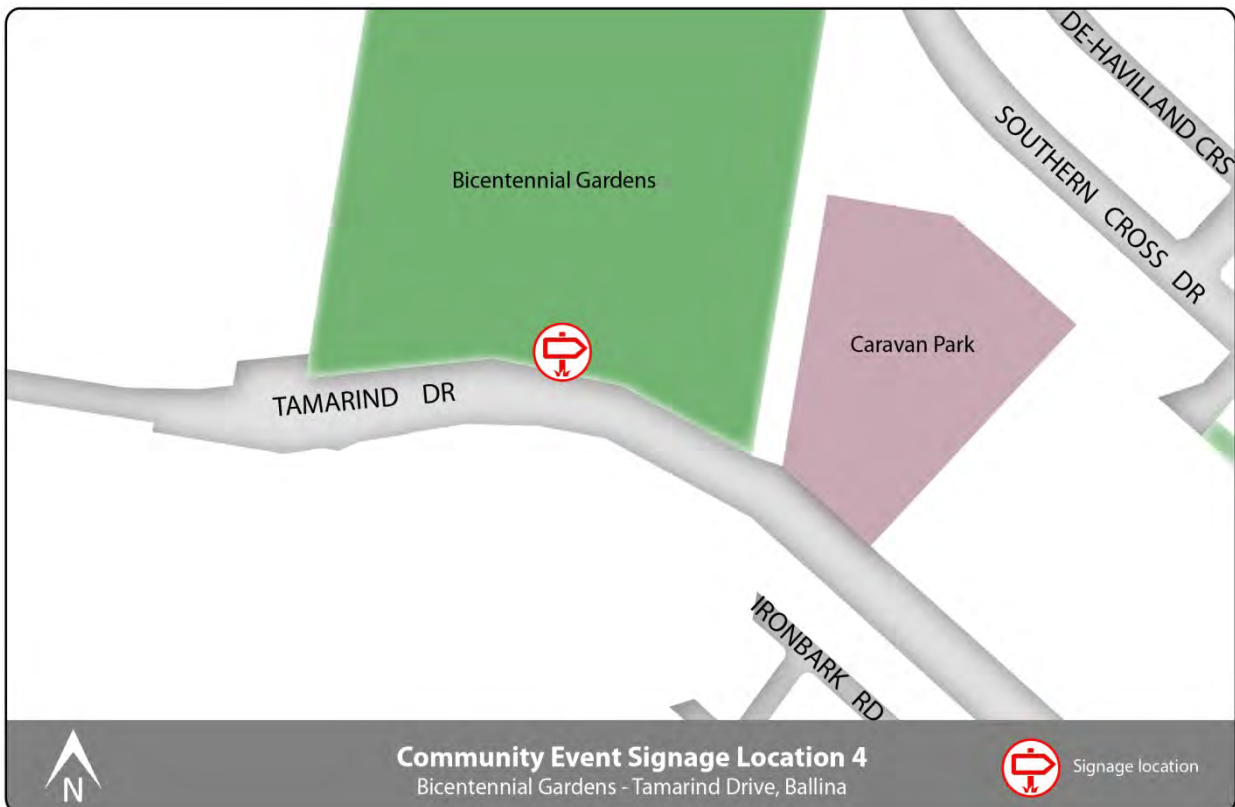 DE-HAVILLAND CRS
SOUTHERN CROSS DR
Bicentennial Gardens
Caravan Park
TAMARIND DR
IRONBARK RD
N
Community Event Signage Location 4
Bicentennial Gardens - Tamarind Drive, Ballina
Signage location